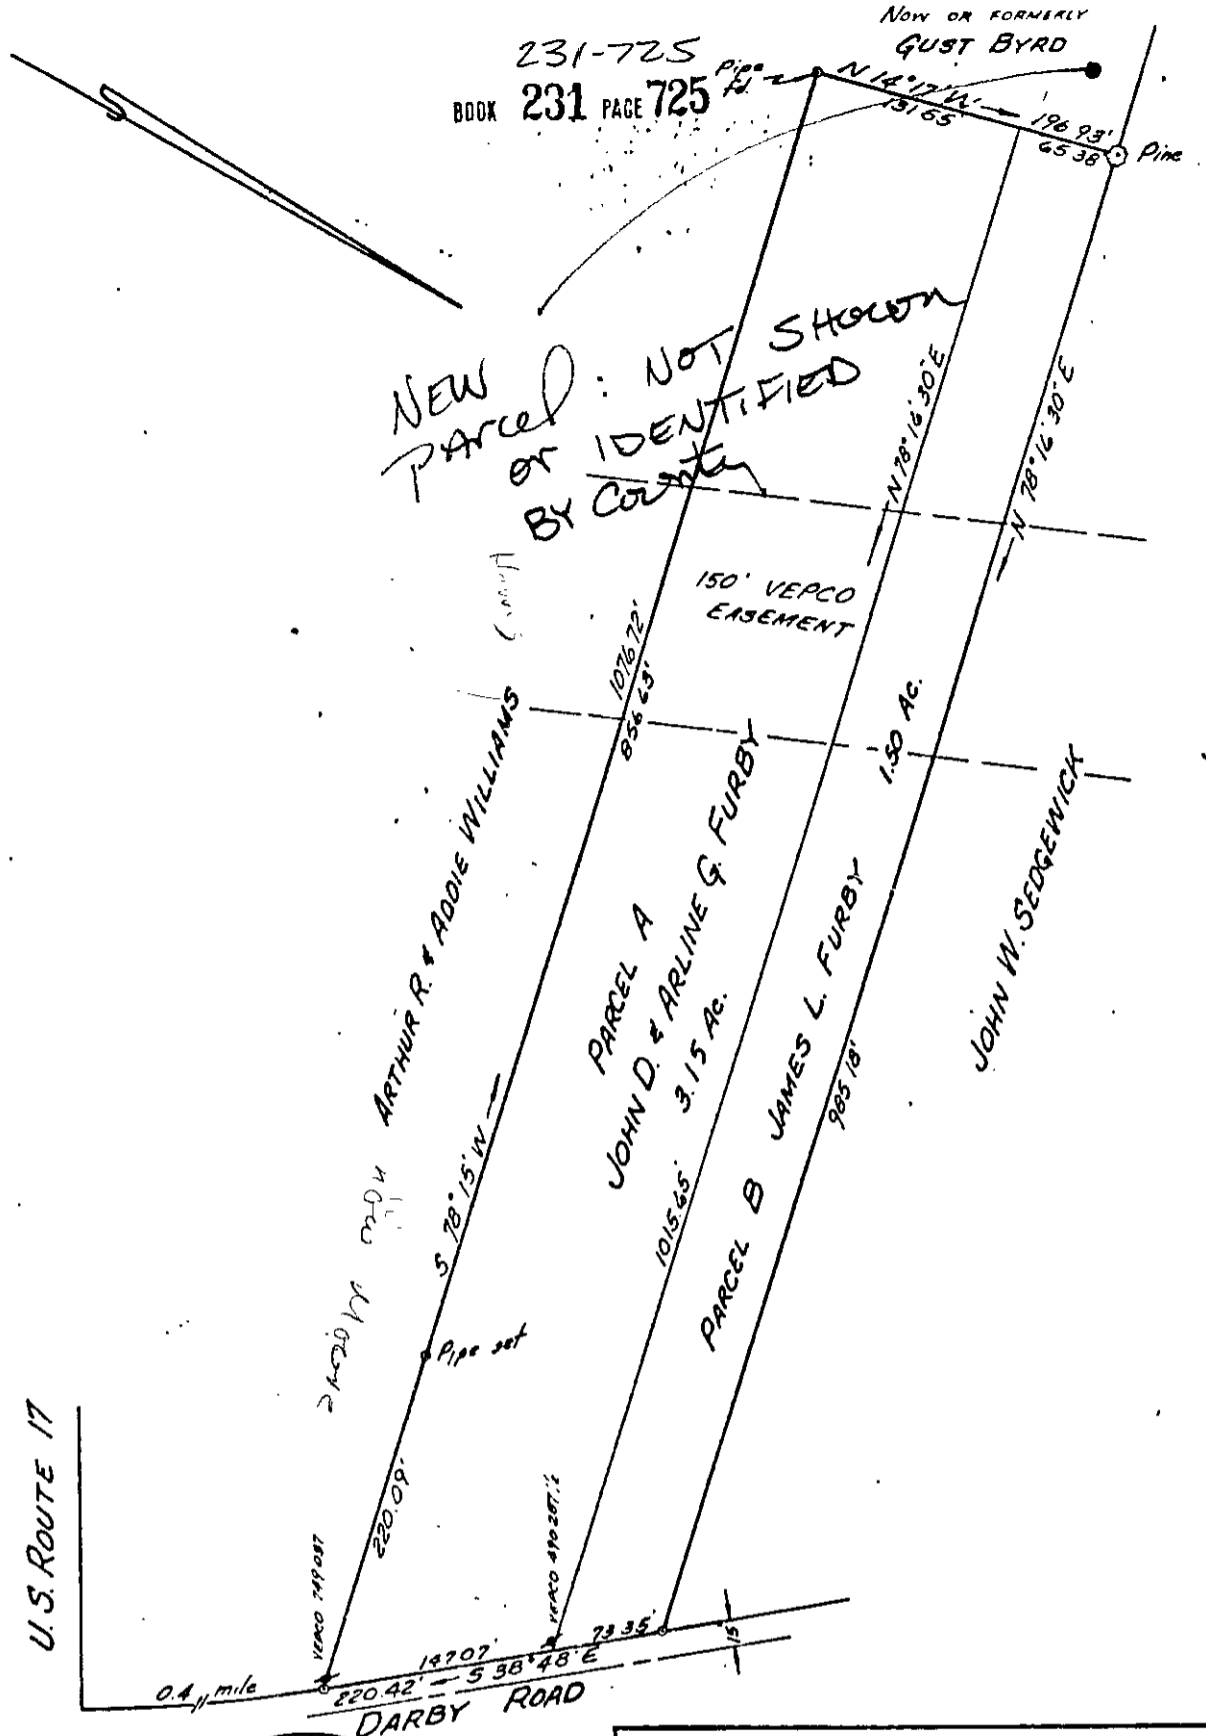 NOW OR FORMERLY
GUST BYRD
231-725
BOOK 231 PAGE 725
Pipe
Fd.
N 14° 17' W
131.65'
196.93'
65.38
Pine
NEW
PARCEL : NOT SHOWN
or IDENTIFIED
BY County
N 78° 16' 30" E
N 78° 16' 30" E
150' VEPCO
EASEMENT
1076.72'
856.63'
1.50 Ac.
ARTHUR R. & ADDIE WILLIAMS
PARCEL A
JOHN D. & ARLINE G. FURBY
3.15 Ac.
PARCEL B JAMES L. FURBY
JOHN W. SEDGEWICK
985.18'
1015.65'
S 78° 15' W
now
Pipe set
220.09'
U.S. ROUTE 17
VEPCO
VEPCO
0.4 mile
147.07'
73.35'
220.42'
S 38° 48' E
15'
DARBY ROAD